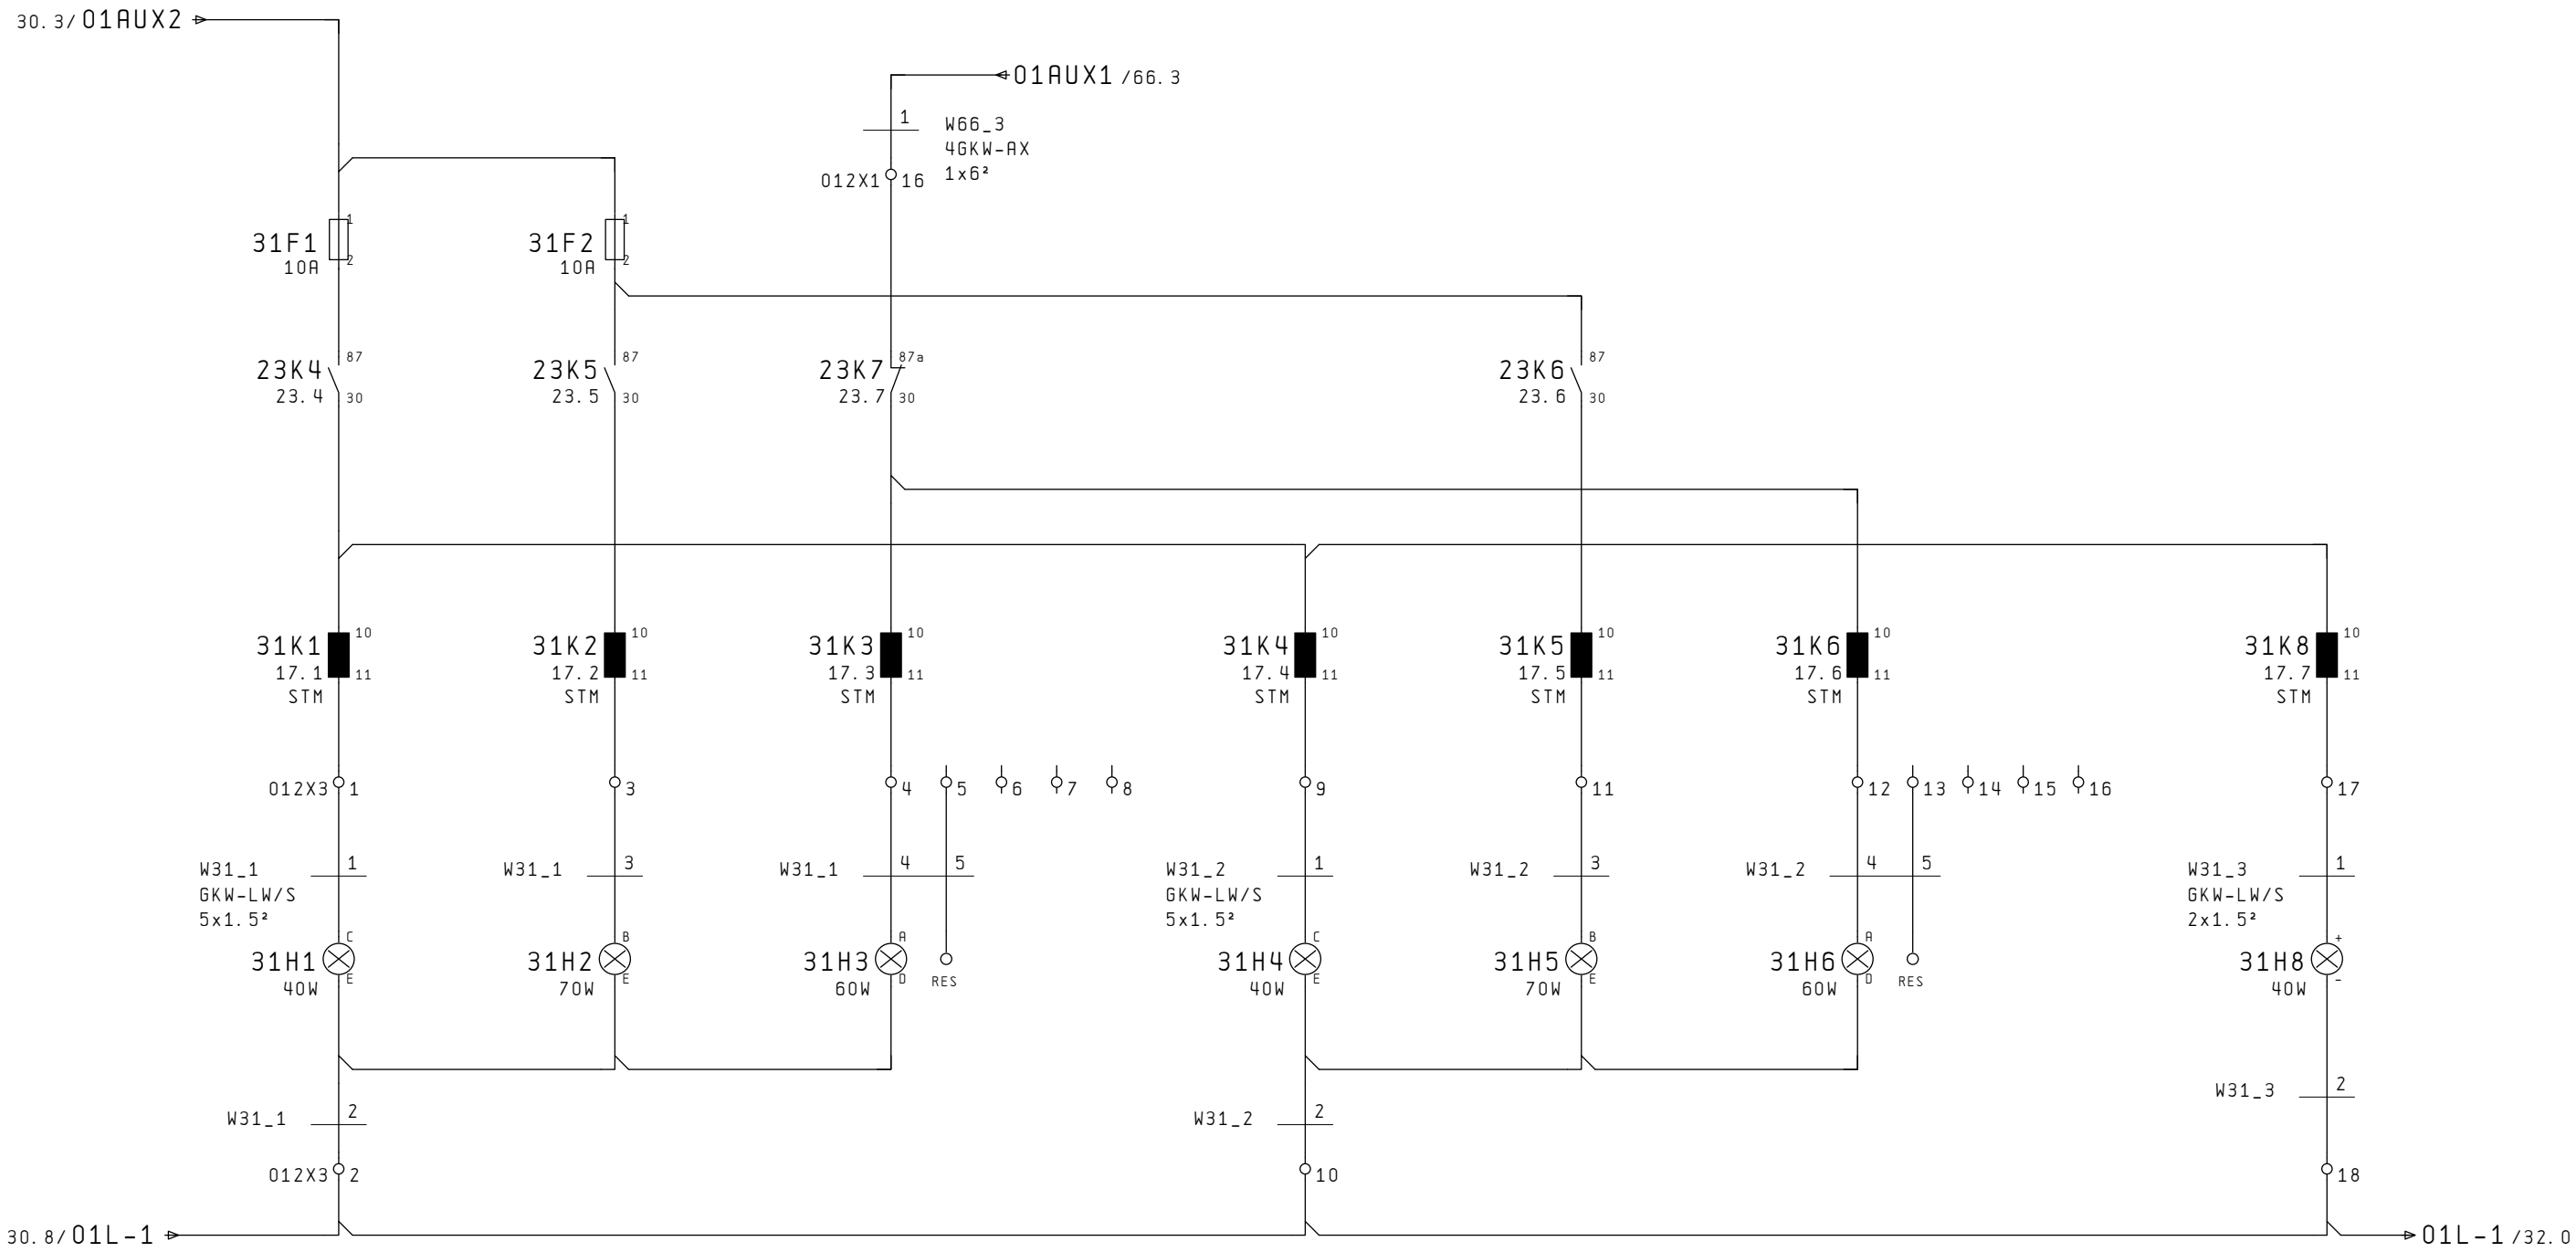 30.3/01AUX2
01AUX1 /66.3
1
W66_3
4GKW-AX
1x6²
012X1 16
1
31F1
10A
2
1
31F2
10A
2
87
23K4
23.4
30
87
23K5
23.5
30
87a
23K7
23.7
30
87
23K6
23.6
30
10
31K1
17.1
11
STM
10
31K2
17.2
11
STM
10
31K3
17.3
11
STM
10
31K4
17.4
11
STM
10
31K5
17.5
11
STM
10
31K6
17.6
11
STM
10
31K8
17.7
11
STM
012X3 1
3
4
5
6
7
8
9
11
12
13
14
15
16
17
W31_1 1
GKW-LW/S
5x1.5²
W31_1 3
W31_1 4 5
W31_2 1
GKW-LW/S
5x1.5²
W31_2 3
W31_2 4 5
W31_3 1
GKW-LW/S
2x1.5²
C
31H1
40W
E
B
31H2
70W
E
A
31H3
60W
D
RES
C
31H4
40W
E
B
31H5
70W
E
A
31H6
60W
D
RES
+
31H8
40W
-
W31_1 2
W31_2 2
W31_3 2
012X3 2
10
18
30.8/01L-1
01L-1 /32.0